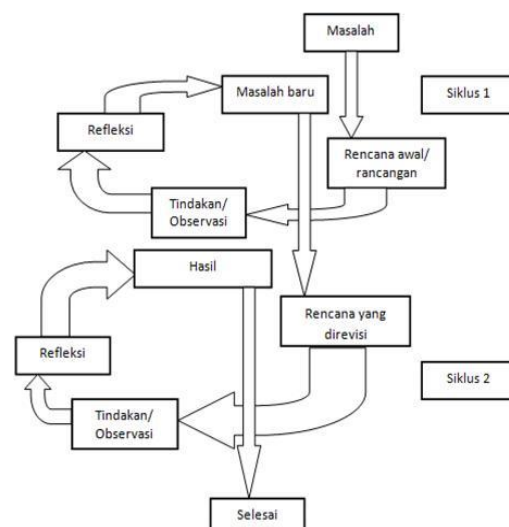 Masalah
Masalah baru
Siklus 1
Refleksi
Rencana awal/
rancangan
Tindakan/
Observasi
Hasil
Rencana yang
direvisi
Refleksi
Siklus 2
Tindakan/
Observasi
Selesai